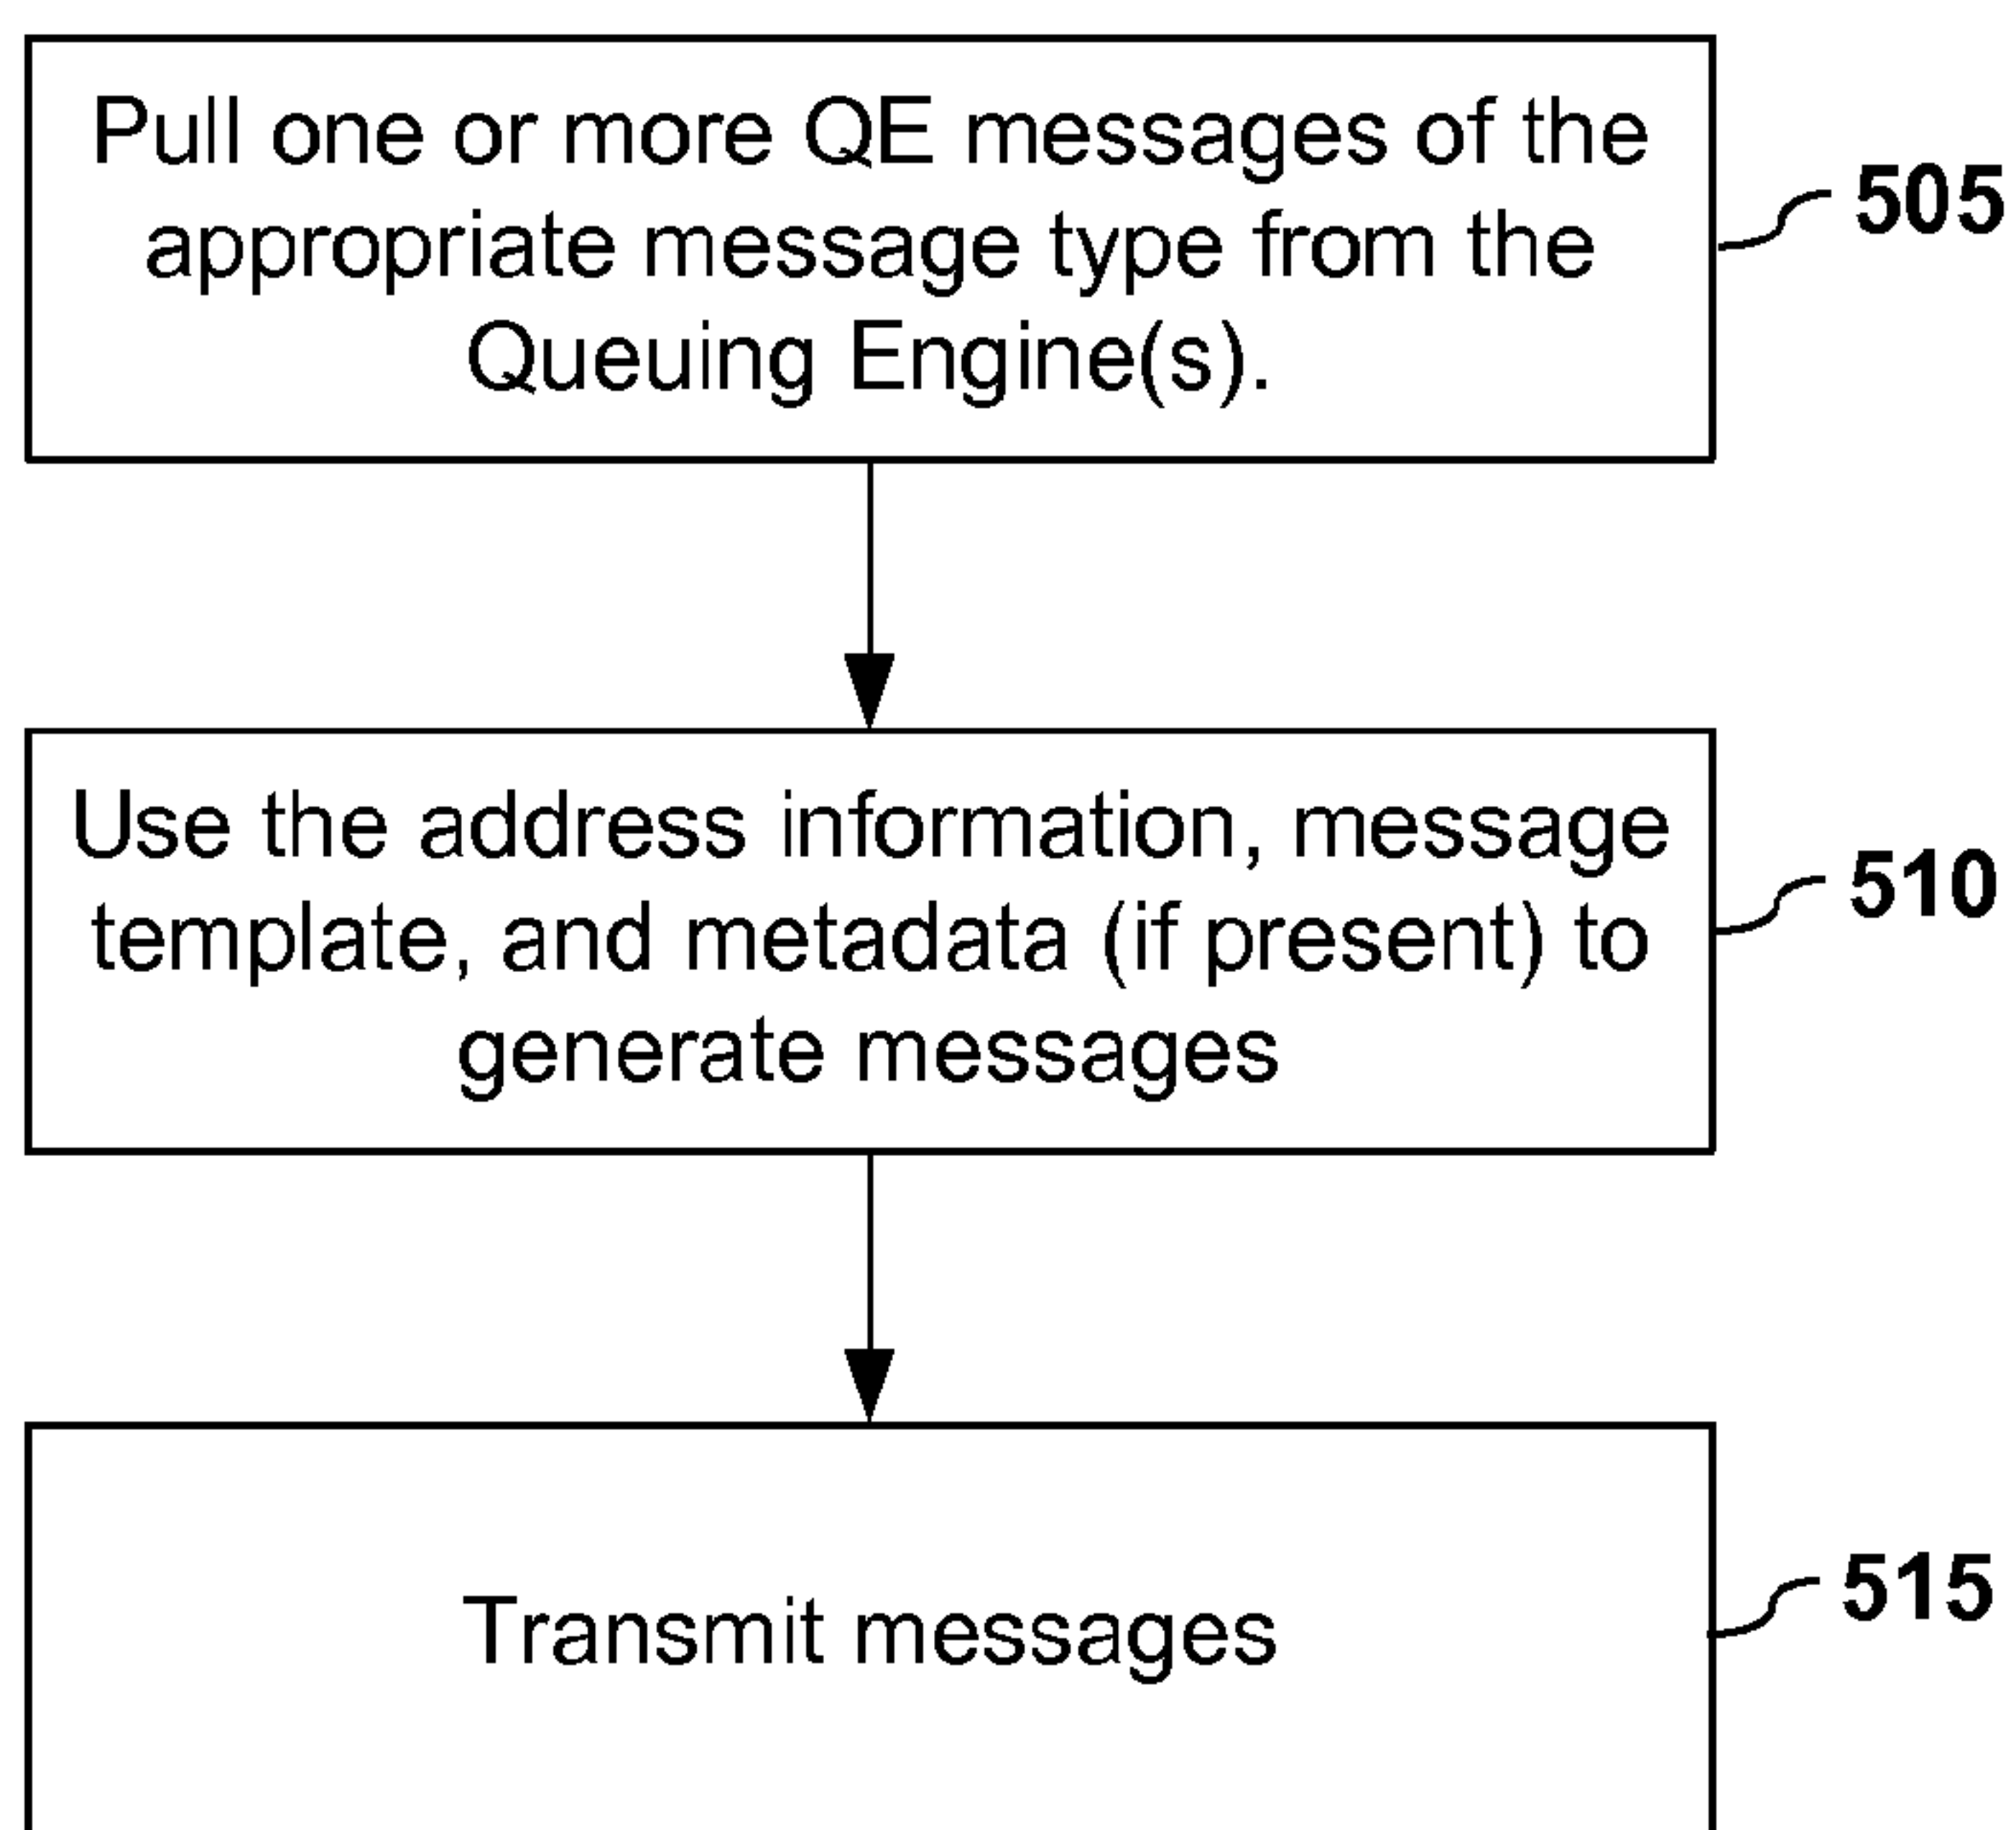 Pull one or more QE messages of the
appropriate message type from the
Queuing Engine(s).
505
Use the address information, message
template, and metadata (if present) to
generate messages
510
Transmit messages
515